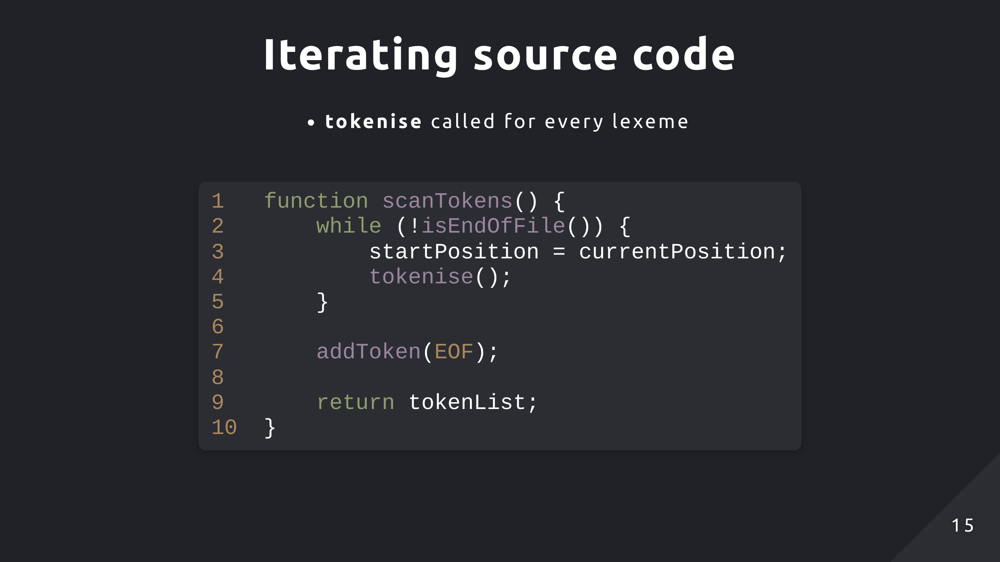 Iterating source code
• tokenise called for every lexeme
1   function scanTokens() {
2       while (!isEndOfFile()) {
3           startPosition = currentPosition;
4           tokenise();
5       }
6
7       addToken(EOF);
8
9       return tokenList;
10  }
15